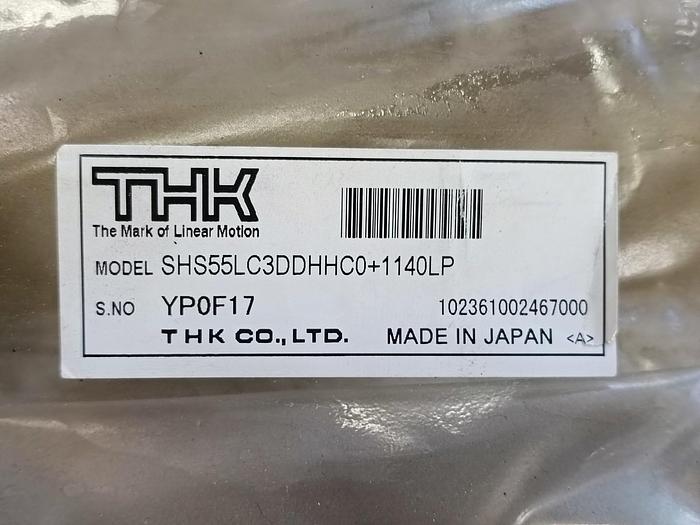 THK
The Mark of Linear Motion
MODEL SHS55LC3DDHHC0+1140LP
S.NO YP0F17 102361002467000
THK CO.,LTD. MADE IN JAPAN <A>